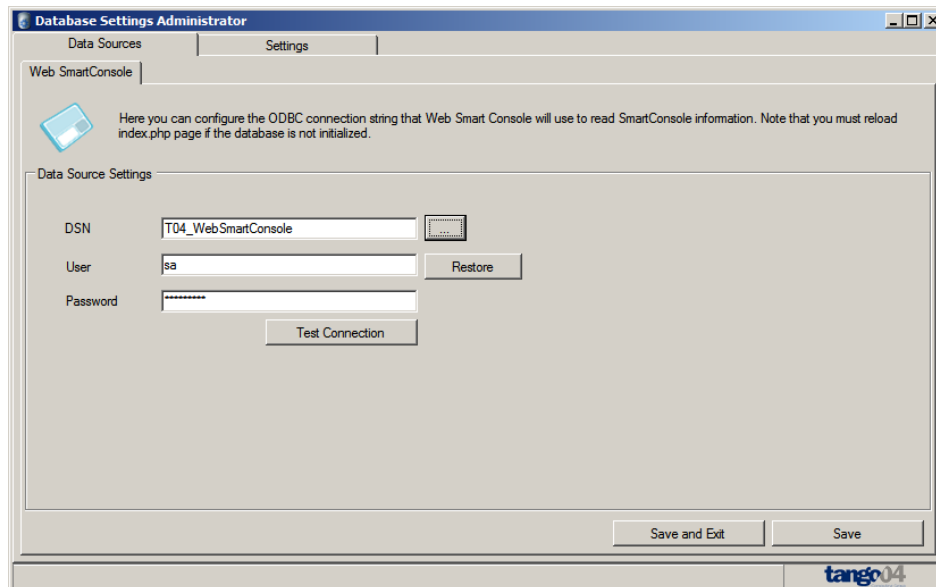 Database Settings Administrator
Data Sources
Settings
Web SmartConsole
Here you can configure the ODBC connection string that Web Smart Console will use to read SmartConsole information. Note that you must reload
index.php page if the database is not initialized.
Data Source Settings
DSN
T04_WebSmartConsole
...
User
sa
Restore
Password
*********
Test Connection
Save and Exit
Save
tango04